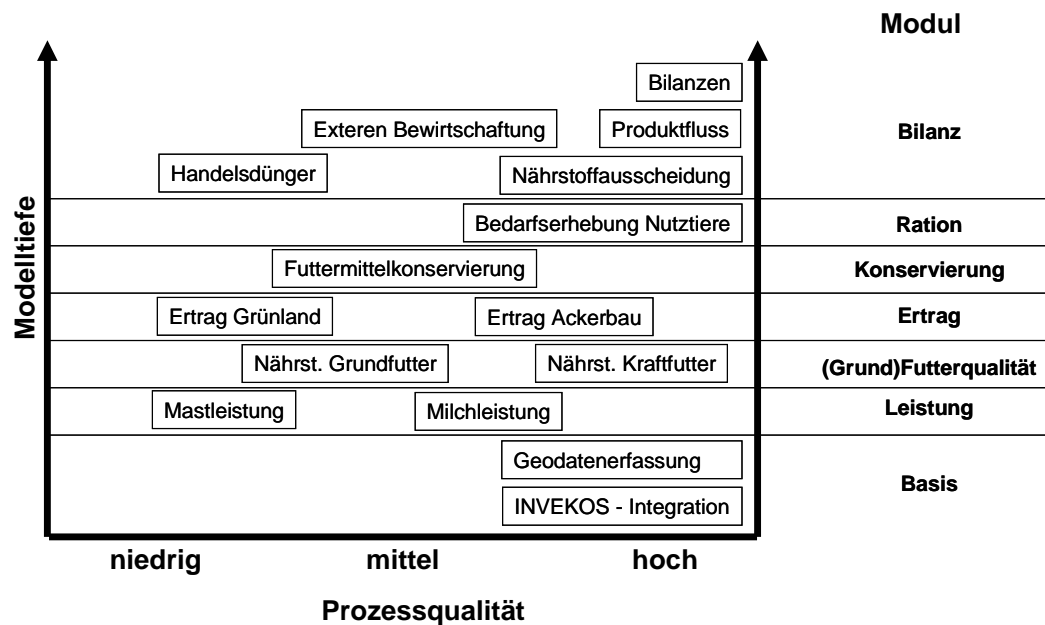 Modul
Bilanzen
Exteren Bewirtschaftung
Produktfluss
Bilanz
Handelsdünger
Nährstoffausscheidung
Bedarfserhebung Nutztiere
Ration
Futtermittelkonservierung
Konservierung
Ertrag Grünland
Ertrag Ackerbau
Ertrag
Nährst. Grundfutter
Nährst. Kraftfutter
(Grund)Futterqualität
Mastleistung
Milchleistung
Leistung
Geodatenerfassung
Basis
INVEKOS - Integration
Modelltiefe
niedrig
mittel
hoch
Prozessqualität